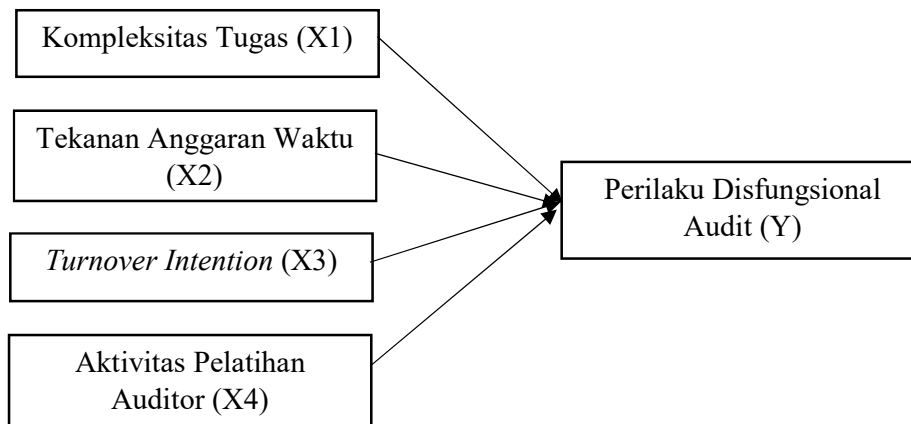 Kompleksitas Tugas (X1)
Tekanan Anggaran Waktu
(X2)
Turnover Intention (X3)
Aktivitas Pelatihan
Auditor (X4)
Perilaku Disfungsional
Audit (Y)